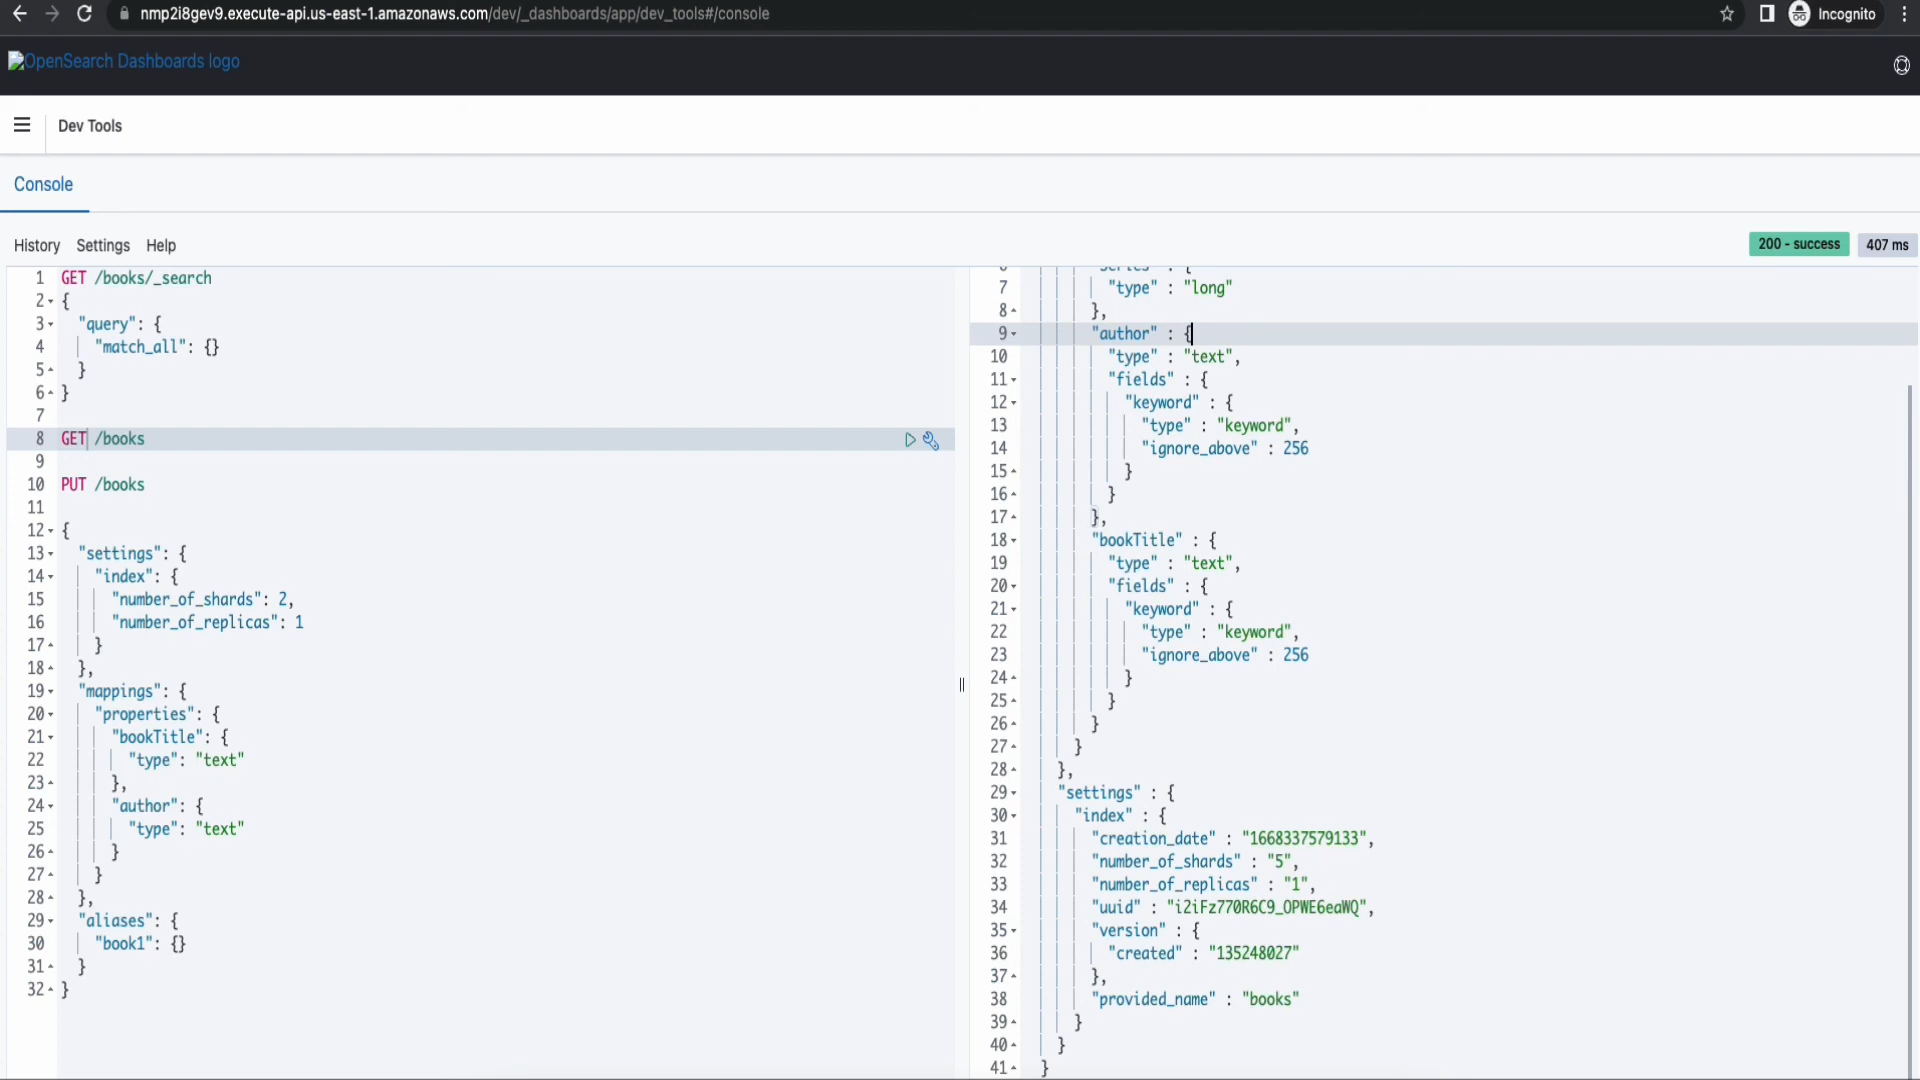 nmp2i8gev9.execute-api.us-east-1.amazonaws.com/dev/_dashboards/app/dev_tools#/console
Incognito
OpenSearch Dashboards logo
Dev Tools
Console
History Settings Help
200 - success 407 ms
1 GET /books/_search
2 {
3 "query": {
4 "match_all": {}
5 }
6 }
7
8 GET /books
9
10 PUT /books
11
12 {
13 "settings": {
14 "index": {
15 "number_of_shards": 2,
16 "number_of_replicas": 1
17 }
18 },
19 "mappings": {
20 "properties": {
21 "bookTitle": {
22 "type": "text"
23 },
24 "author": {
25 "type": "text"
26 }
27 }
28 },
29 "aliases": {
30 "book1": {}
31 }
32 }
7 "type" : "long"
8 },
9 "author" : {
10 "type" : "text",
11 "fields" : {
12 "keyword" : {
13 "type" : "keyword",
14 "ignore_above" : 256
15 }
16 }
17 },
18 "bookTitle" : {
19 "type" : "text",
20 "fields" : {
21 "keyword" : {
22 "type" : "keyword",
23 "ignore_above" : 256
24 }
25 }
26 }
27 }
28 },
29 "settings" : {
30 "index" : {
31 "creation_date" : "1668337579133",
32 "number_of_shards" : "5",
33 "number_of_replicas" : "1",
34 "uuid" : "i2iFz770R6C9_OPWE6eaWQ",
35 "version" : {
36 "created" : "135248027"
37 },
38 "provided_name" : "books"
39 }
40 }
41 }